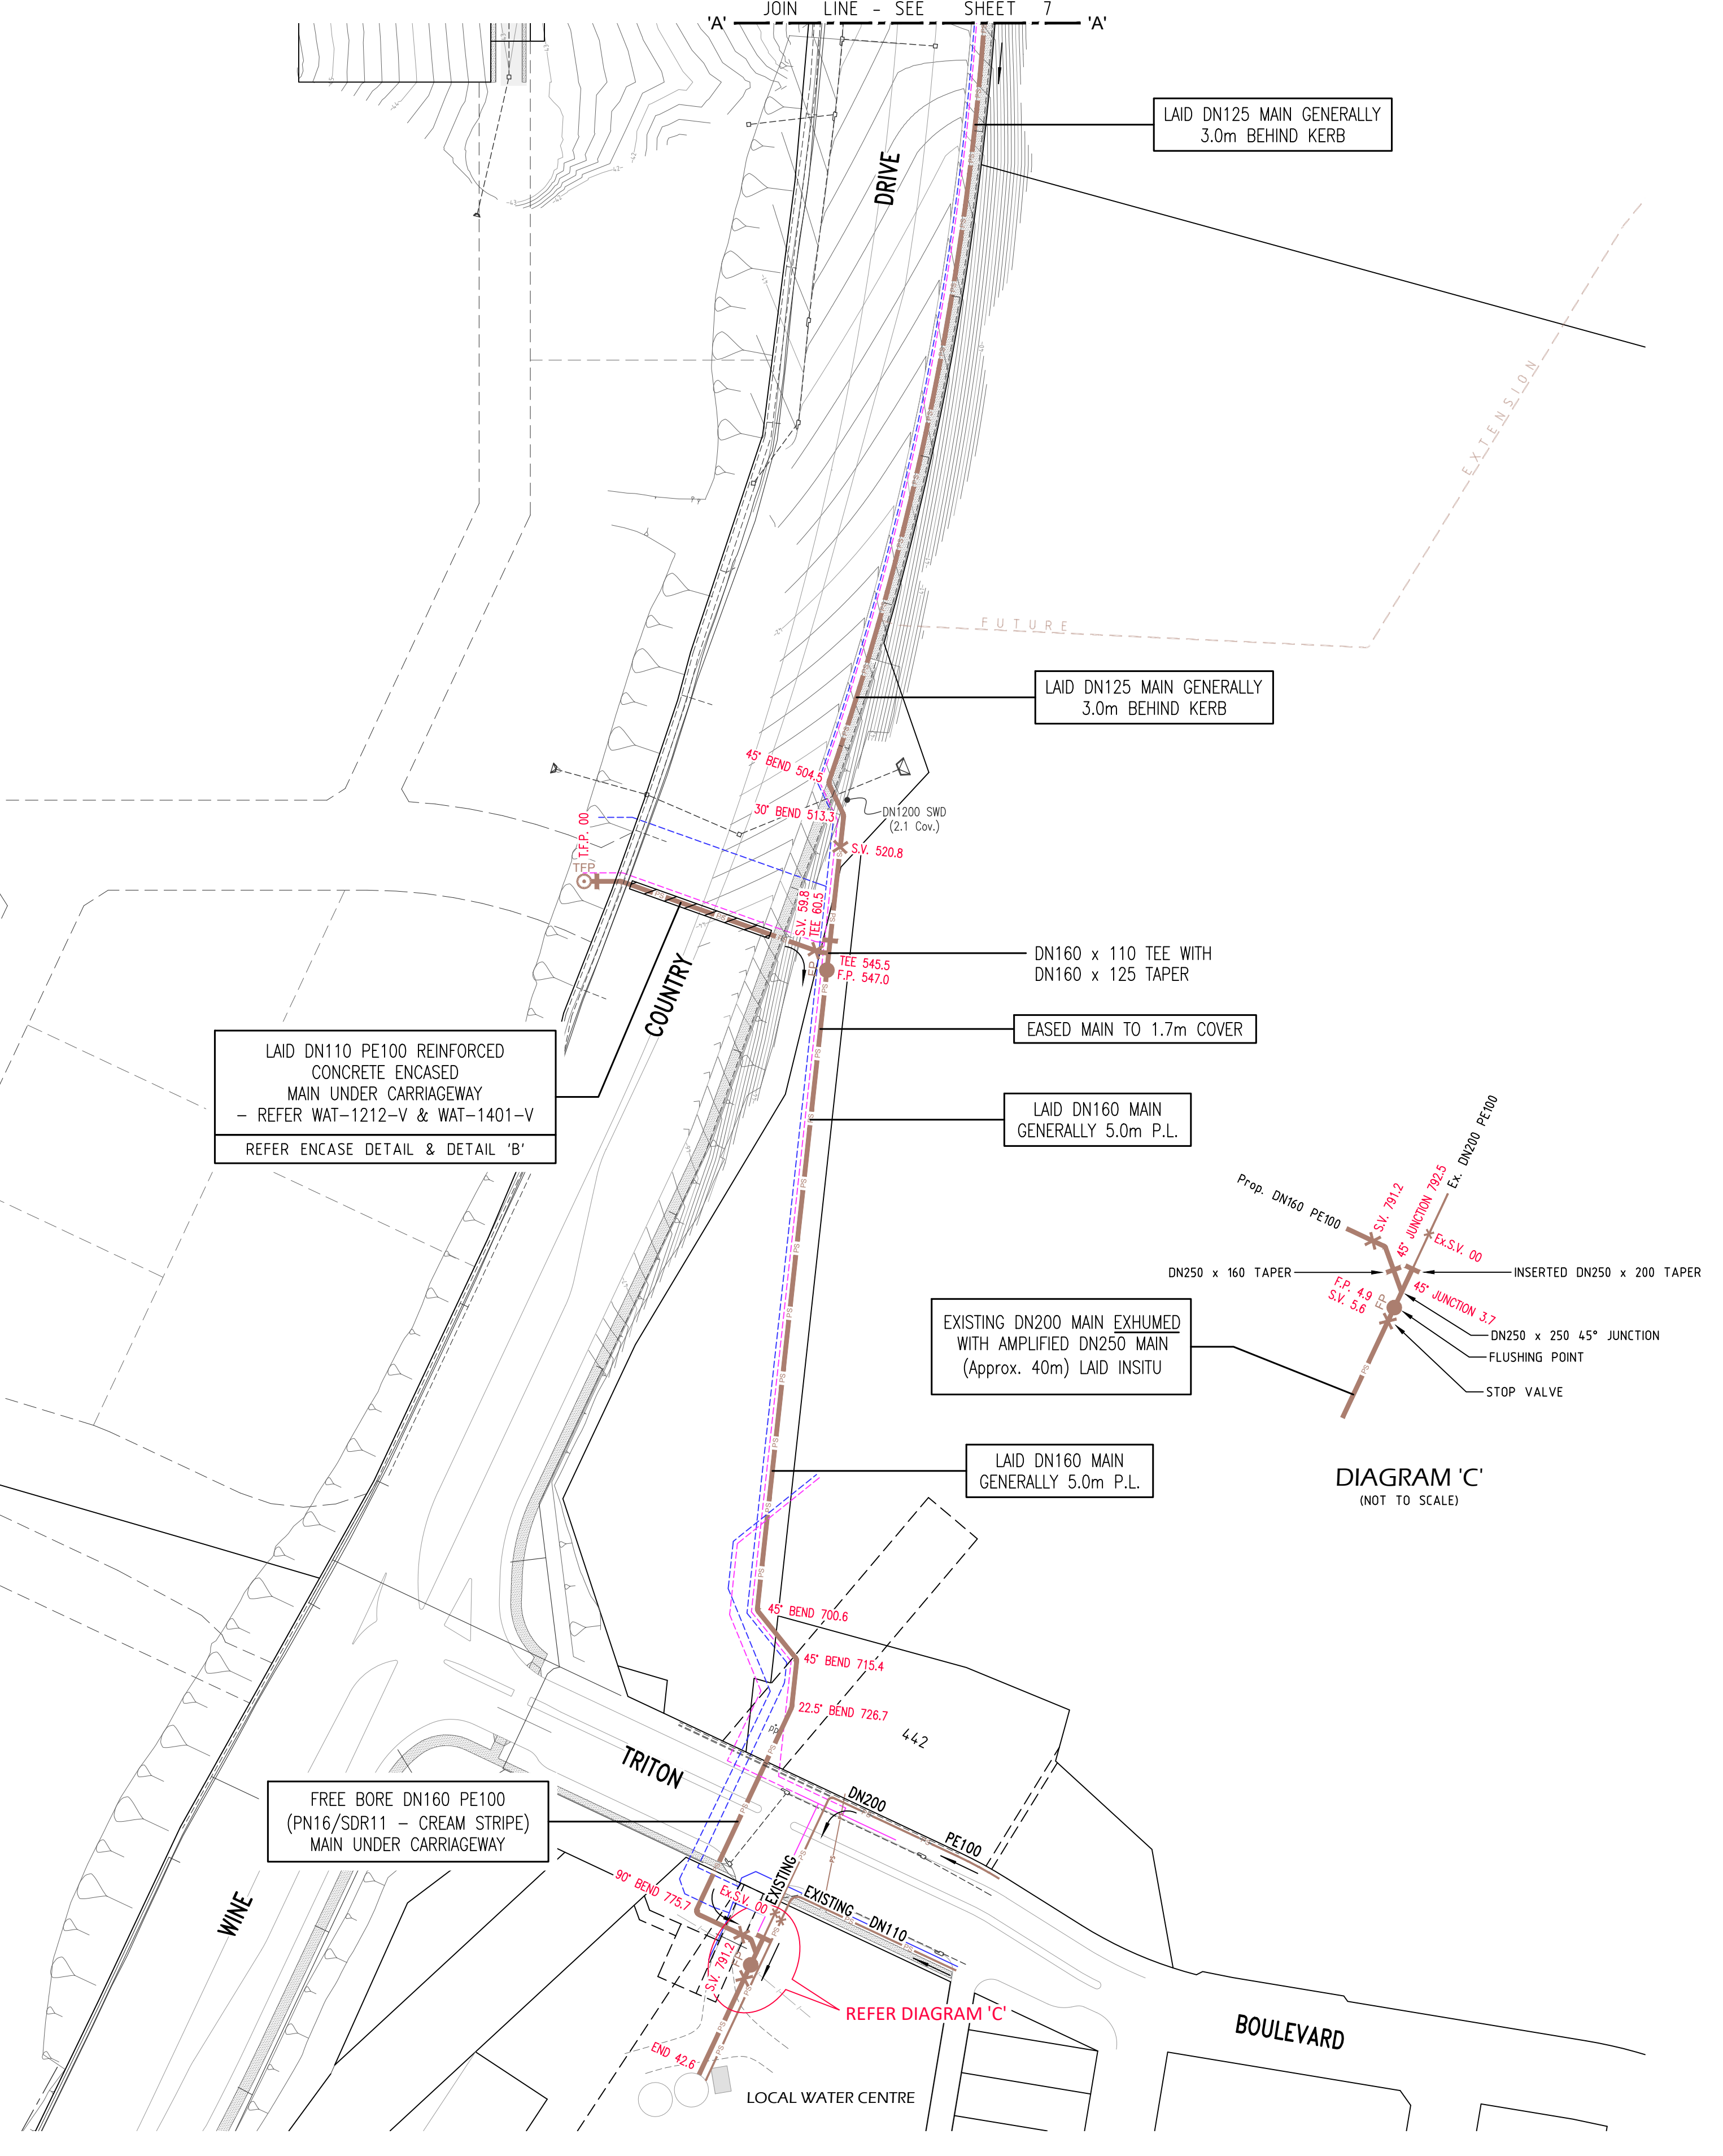 JOIN LINE - SEE SHEET 7
'A' 'A'
LAID DN125 MAIN GENERALLY
3.0m BEHIND KERB
DRIVE
EXTENSION
FUTURE
LAID DN125 MAIN GENERALLY
3.0m BEHIND KERB
45° BEND 504.5
30° BEND 513.3
DN1200 SWD
(2.1 Cov.)
S.V. 520.8
T.F.P. 00
TFP
S.V. 59.8
TEE 60.5
TEE 545.5
F.P. 547.0
FP
DN160 x 110 TEE WITH
DN160 x 125 TAPER
COUNTRY
EASED MAIN TO 1.7m COVER
LAID DN110 PE100 REINFORCED
CONCRETE ENCASED
MAIN UNDER CARRIAGEWAY
- REFER WAT-1212-V & WAT-1401-V
REFER ENCASE DETAIL & DETAIL 'B'
LAID DN160 MAIN
GENERALLY 5.0m P.L.
Prop. DN160 PE100
S.V. 791.2
45° JUNCTION 792.5
Ex. DN200 PE100
Ex.S.V. 00
DN250 x 160 TAPER
INSERTED DN250 x 200 TAPER
F.P. 4.9
S.V. 5.6
FP
45° JUNCTION 3.7
DN250 x 250 45° JUNCTION
FLUSHING POINT
STOP VALVE
PS
EXISTING DN200 MAIN EXHUMED
WITH AMPLIFIED DN250 MAIN
(Approx. 40m) LAID INSITU
DIAGRAM 'C'
(NOT TO SCALE)
LAID DN160 MAIN
GENERALLY 5.0m P.L.
45° BEND 700.6
45° BEND 715.4
22.5° BEND 726.7
442
TRITON
FREE BORE DN160 PE100
(PN16/SDR11 - CREAM STRIPE)
MAIN UNDER CARRIAGEWAY
DN200
PE100
EXISTING
EXISTING
DN110
90° BEND 775.7
Ex.S.V. 00
WINE
S.V. 791.2
FP
REFER DIAGRAM 'C'
BOULEVARD
END 42.6
LOCAL WATER CENTRE